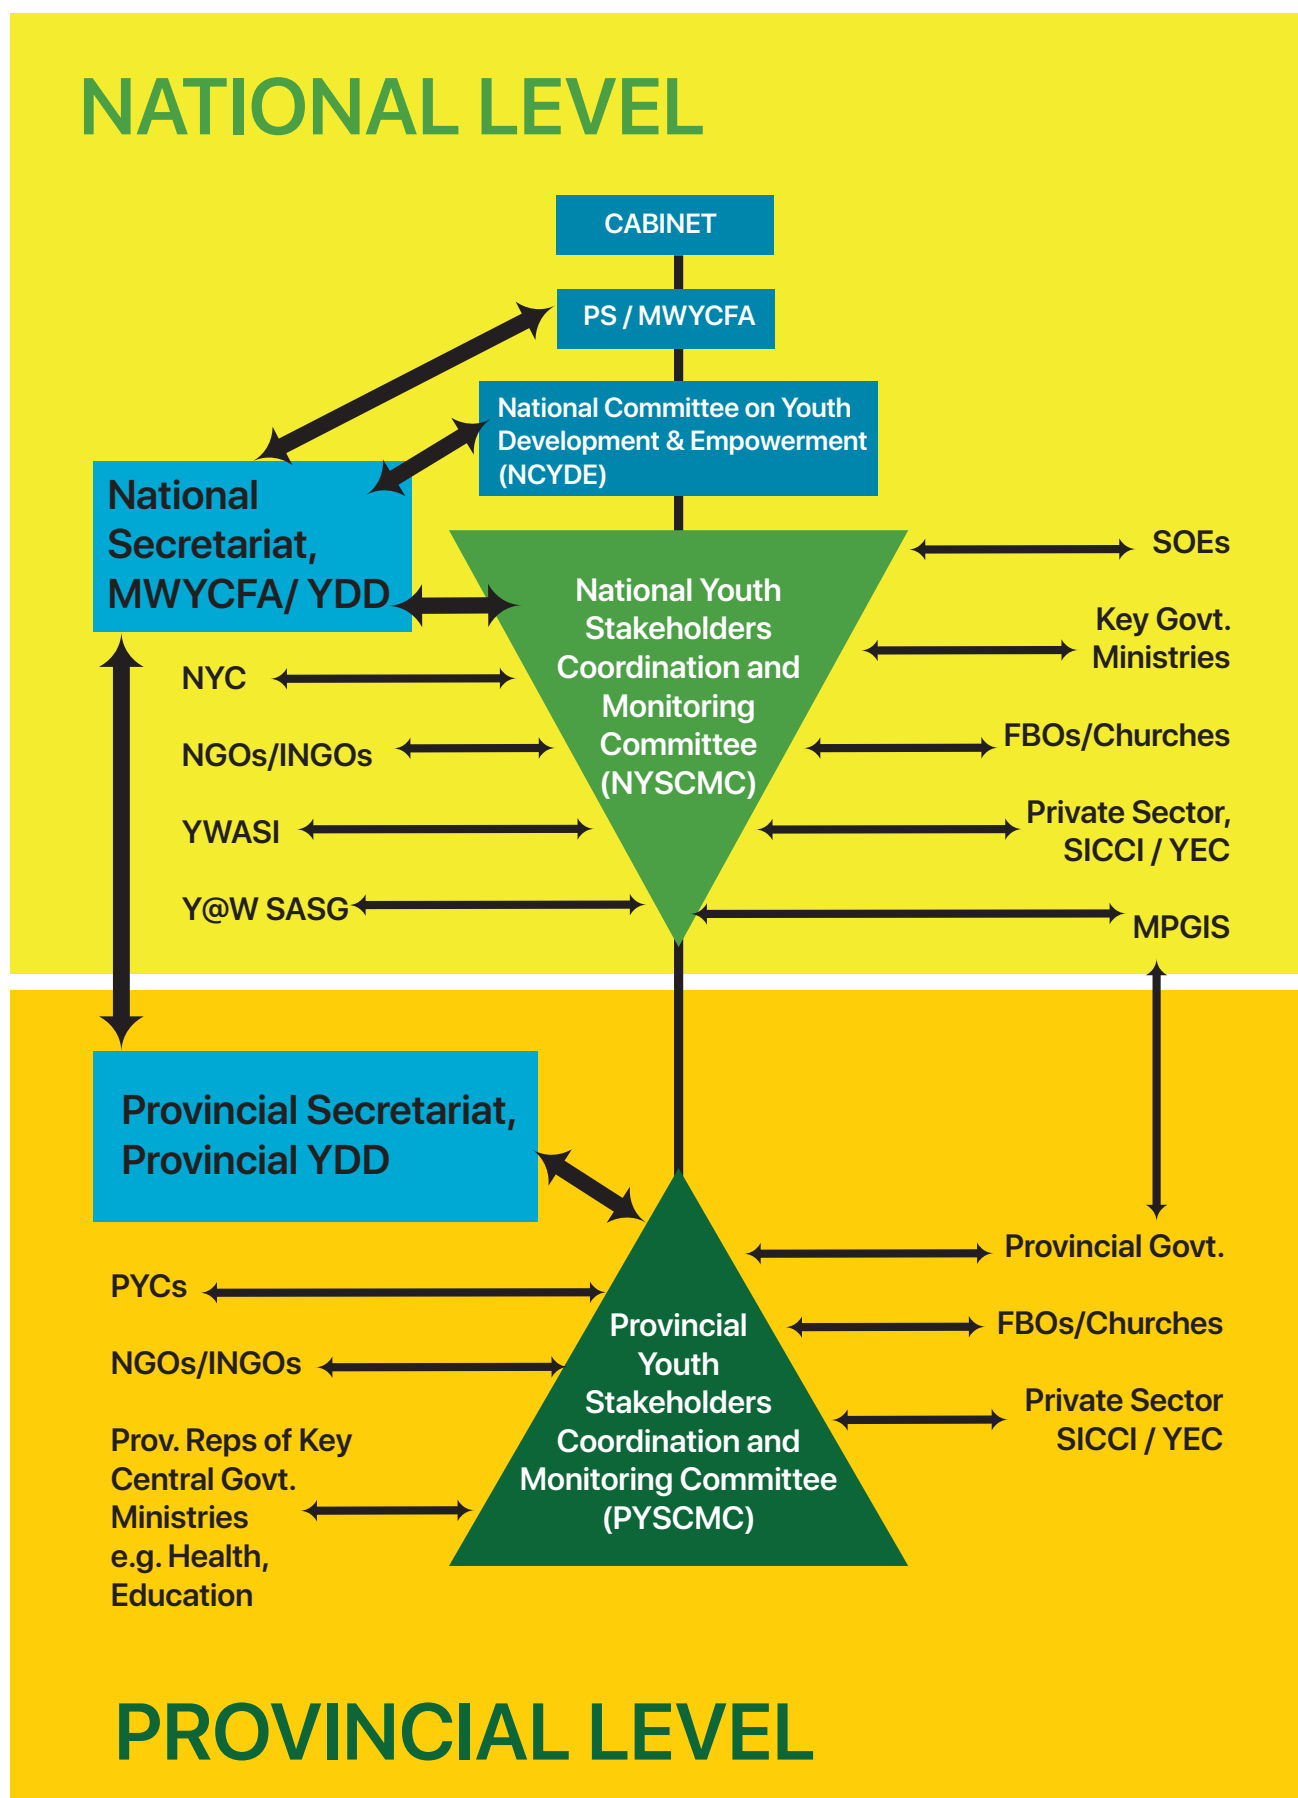 NATIONAL LEVEL
CABINET
PS / MWYCFA
National Committee on Youth
Development & Empowerment
(NCYDE)
National
Secretariat,
MWYCFA/ YDD
National Youth
Stakeholders
Coordination and
Monitoring
Committee
(NYSCMC)
NYC
NGOs/INGOs
YWASI
Y@W SASG
SOEs
Key Govt.
Ministries
FBOs/Churches
Private Sector,
SICCI / YEC
MPGIS
Provincial Secretariat,
Provincial YDD
Provincial
Youth
Stakeholders
Coordination and
Monitoring Committee
(PYSCMC)
PYCs
NGOs/INGOs
Prov. Reps of Key
Central Govt.
Ministries
e.g. Health,
Education
Provincial Govt.
FBOs/Churches
Private Sector
SICCI / YEC
PROVINCIAL LEVEL